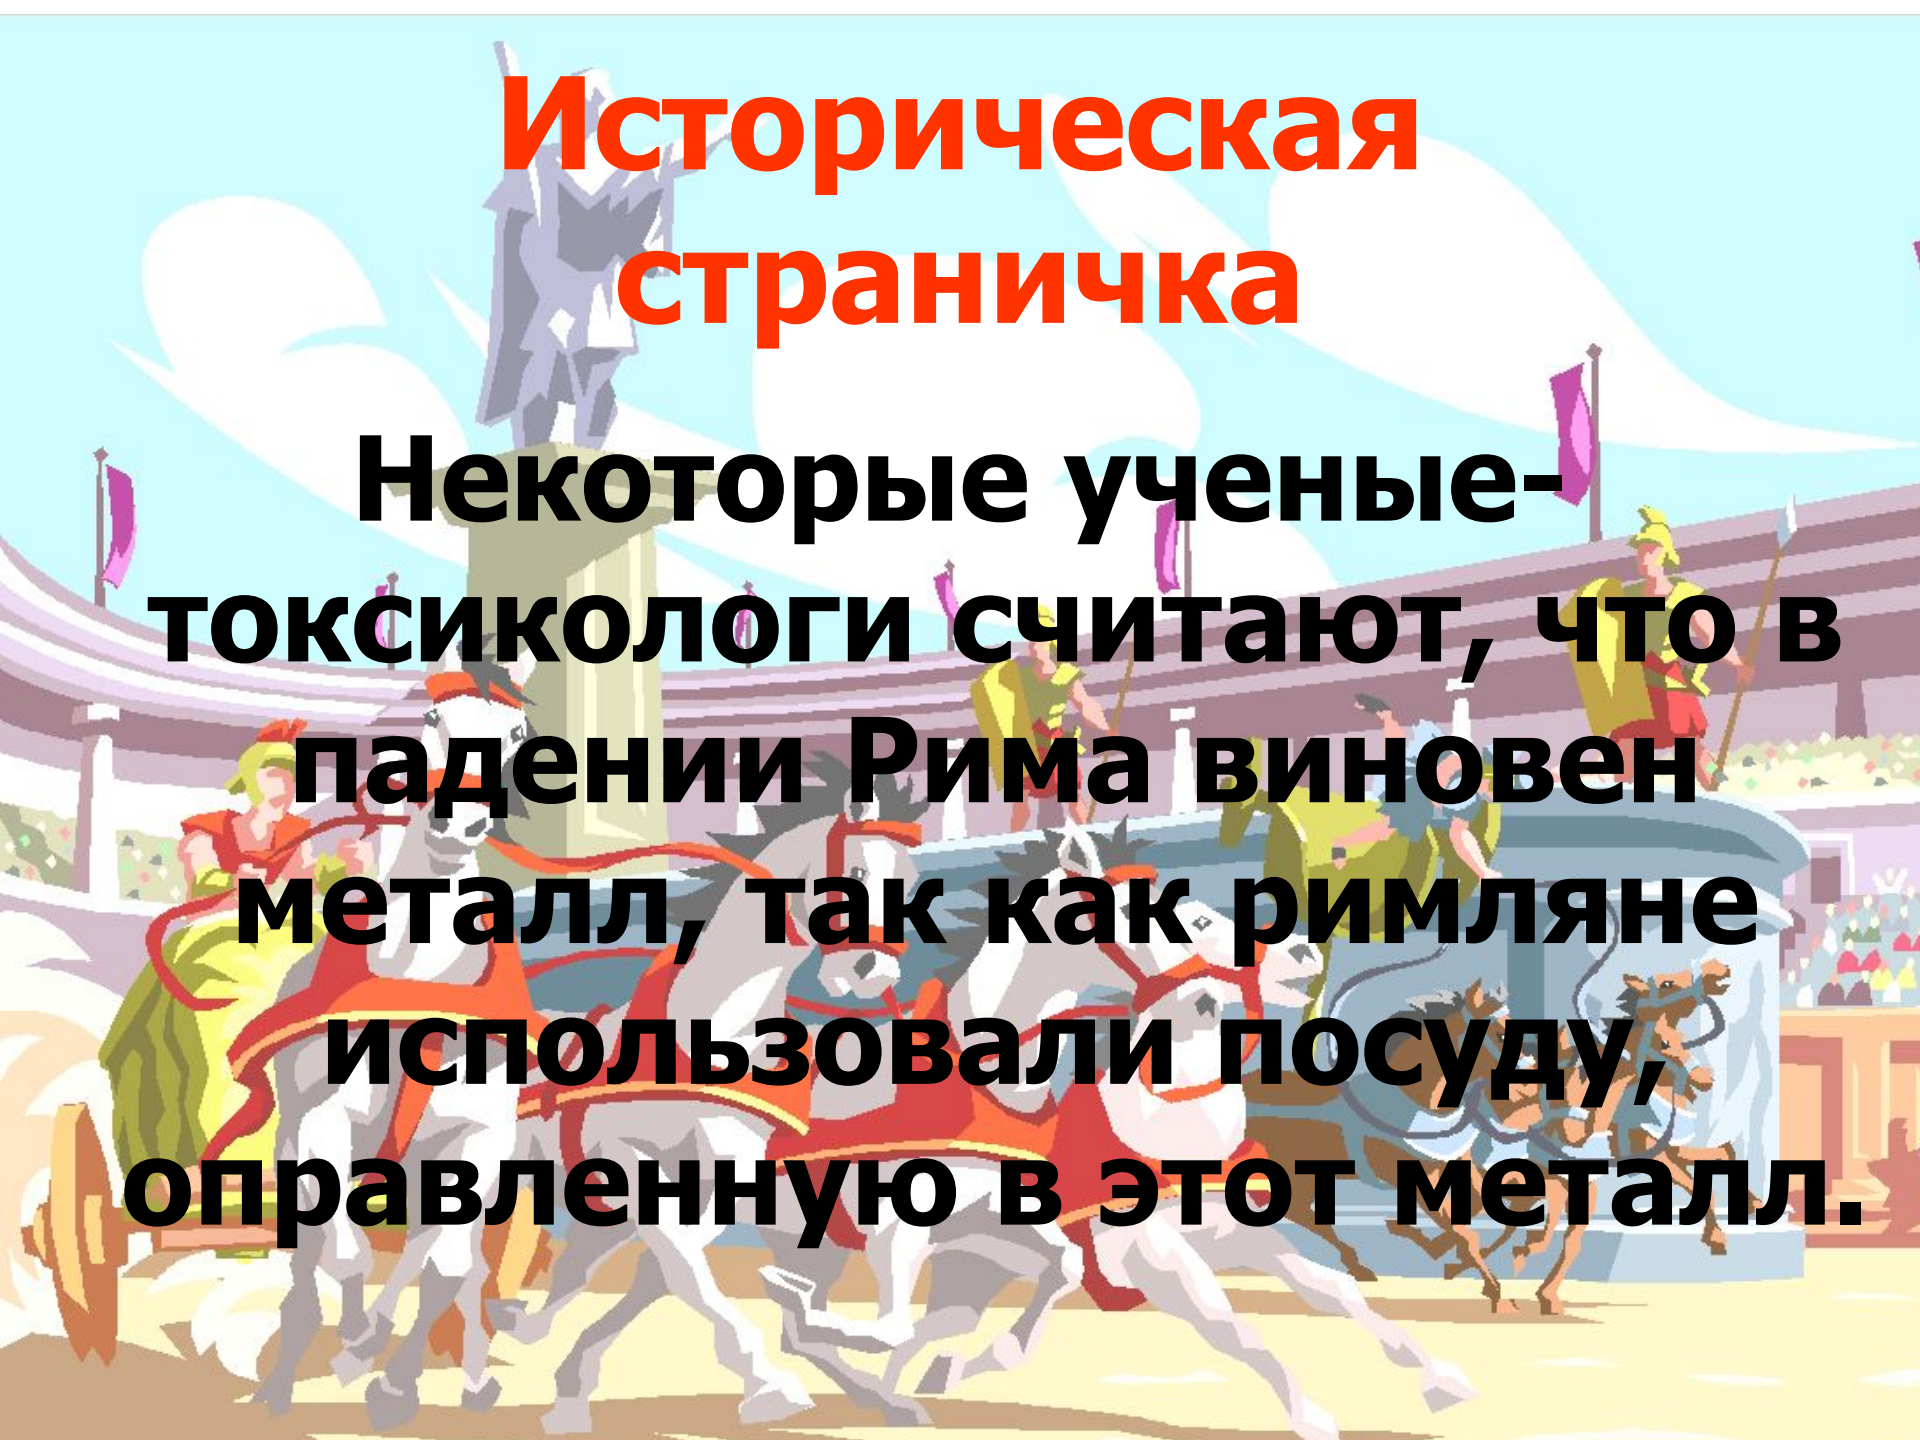 Историческая
страничка
Некоторые ученые-
токсикологи считают, что в
падении Рима виновен
металл, так как римляне
использовали посуду,
оправленную в этот металл.